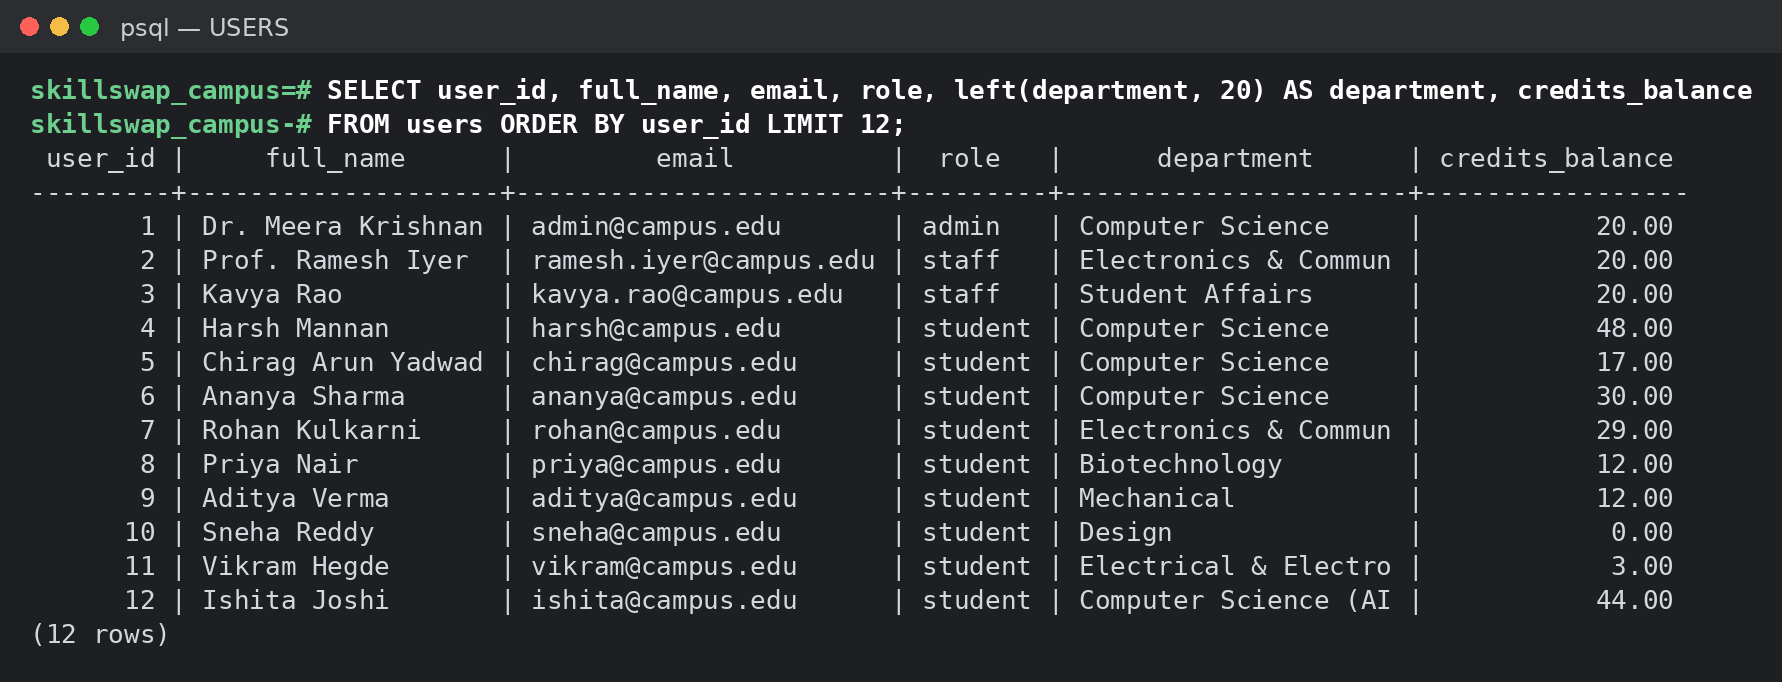 psql — USERS
skillswap_campus=# SELECT user_id, full_name, email, role, left(department, 20) AS department, credits_balance
skillswap_campus-# FROM users ORDER BY user_id LIMIT 12;
 user_id |     full_name      |         email          |  role   |      department      | credits_balance
---------+--------------------+------------------------+---------+----------------------+-----------------
       1 | Dr. Meera Krishnan | admin@campus.edu       | admin   | Computer Science     |           20.00
       2 | Prof. Ramesh Iyer  | ramesh.iyer@campus.edu | staff   | Electronics & Commun |           20.00
       3 | Kavya Rao          | kavya.rao@campus.edu   | staff   | Student Affairs      |           20.00
       4 | Harsh Mannan       | harsh@campus.edu       | student | Computer Science     |           48.00
       5 | Chirag Arun Yadwad | chirag@campus.edu      | student | Computer Science     |           17.00
       6 | Ananya Sharma      | ananya@campus.edu      | student | Computer Science     |           30.00
       7 | Rohan Kulkarni     | rohan@campus.edu       | student | Electronics & Commun |           29.00
       8 | Priya Nair         | priya@campus.edu       | student | Biotechnology        |           12.00
       9 | Aditya Verma       | aditya@campus.edu      | student | Mechanical           |           12.00
      10 | Sneha Reddy        | sneha@campus.edu       | student | Design               |            0.00
      11 | Vikram Hegde       | vikram@campus.edu      | student | Electrical & Electro |            3.00
      12 | Ishita Joshi       | ishita@campus.edu      | student | Computer Science (AI |           44.00
(12 rows)